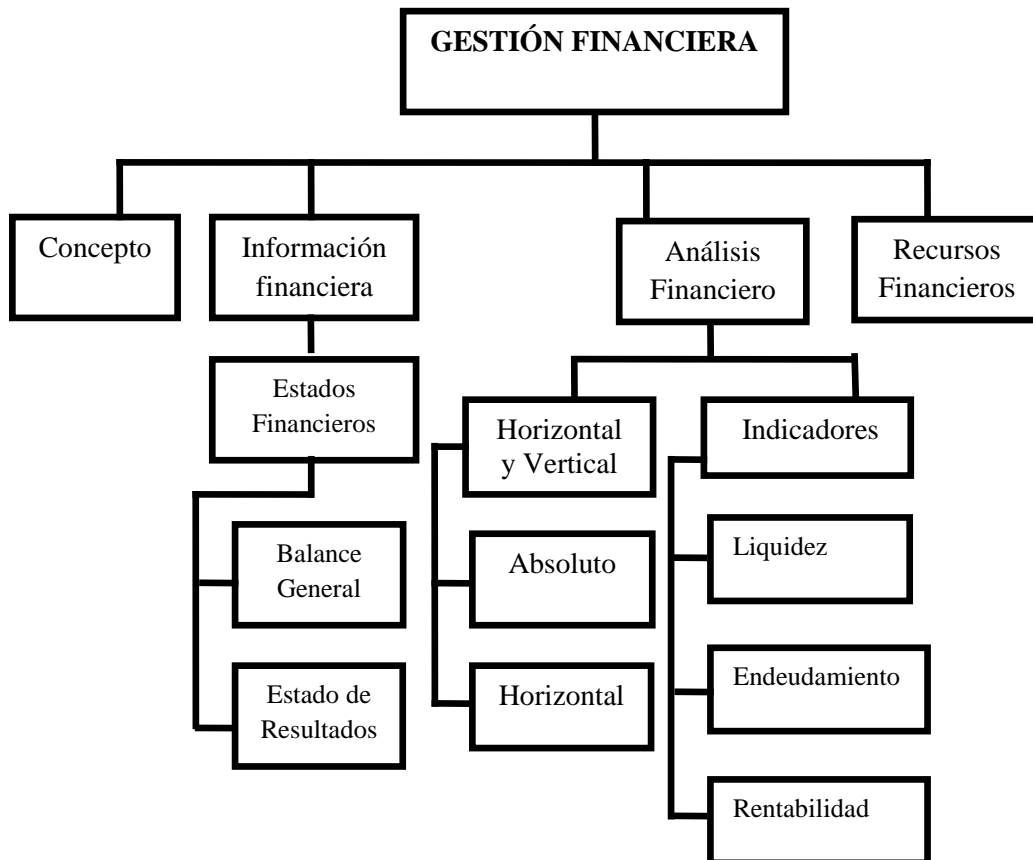 GESTIÓN FINANCIERA
Concepto
Información
financiera
Análisis
Financiero
Recursos
Financieros
Estados
Financieros
Horizontal
y Vertical
Indicadores
Balance
General
Absoluto
Liquidez
Estado de
Resultados
Horizontal
Endeudamiento
Rentabilidad